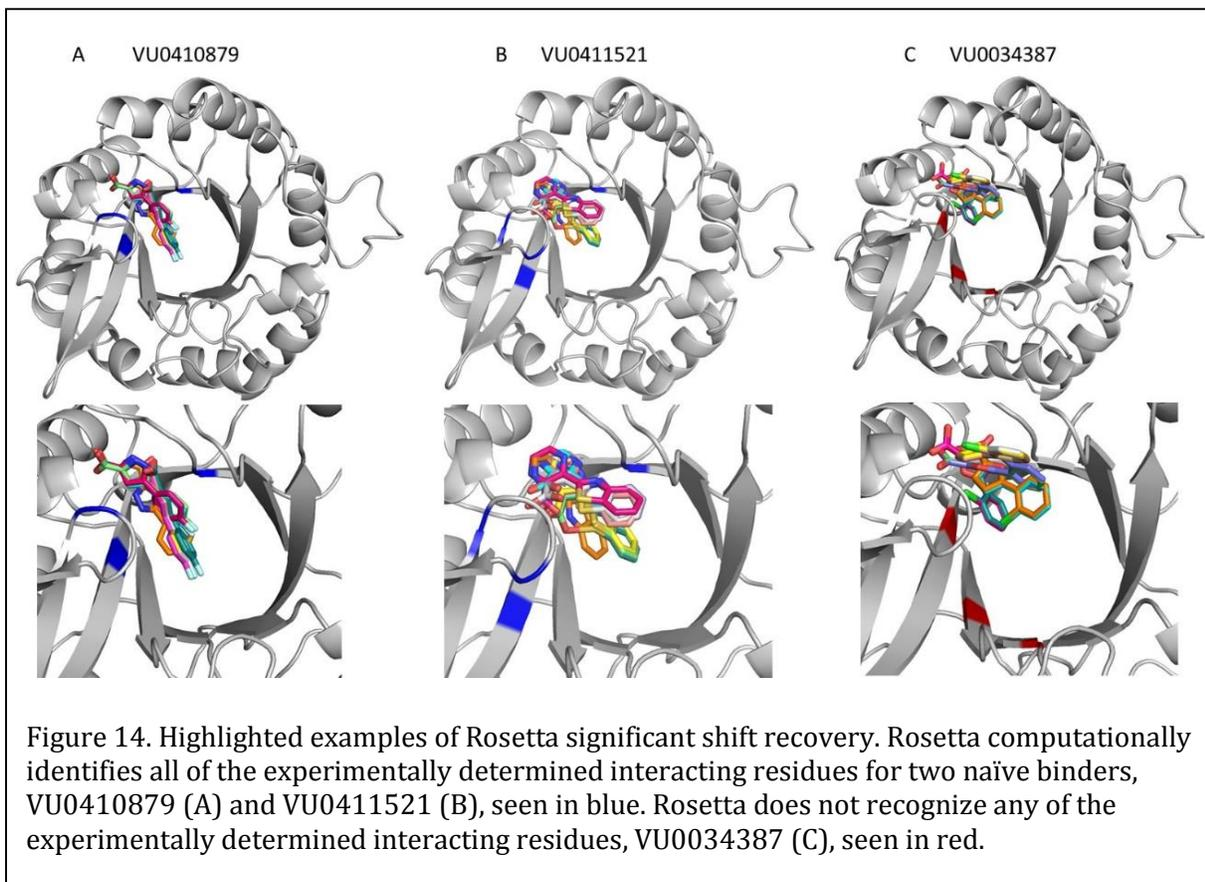 A VU0410879
B VU0411521
C VU0034387
Figure 14. Highlighted examples of Rosetta significant shift recovery. Rosetta computationally
identifies all of the experimentally determined interacting residues for two naïve binders,
VU0410879 (A) and VU0411521 (B), seen in blue. Rosetta does not recognize any of the
experimentally determined interacting residues, VU0034387 (C), seen in red.